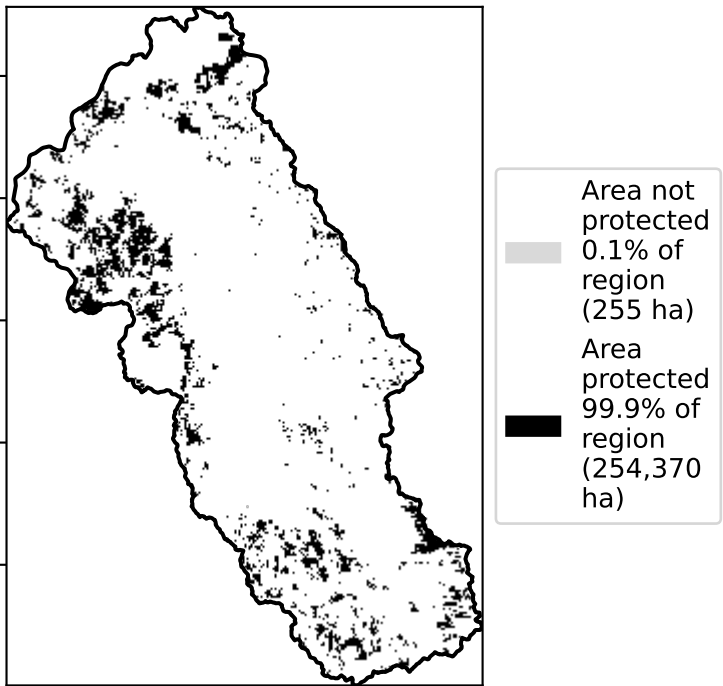 Area not
protected
0.1% of
region
(255 ha)
Area
protected
99.9% of
region
(254,370
ha)